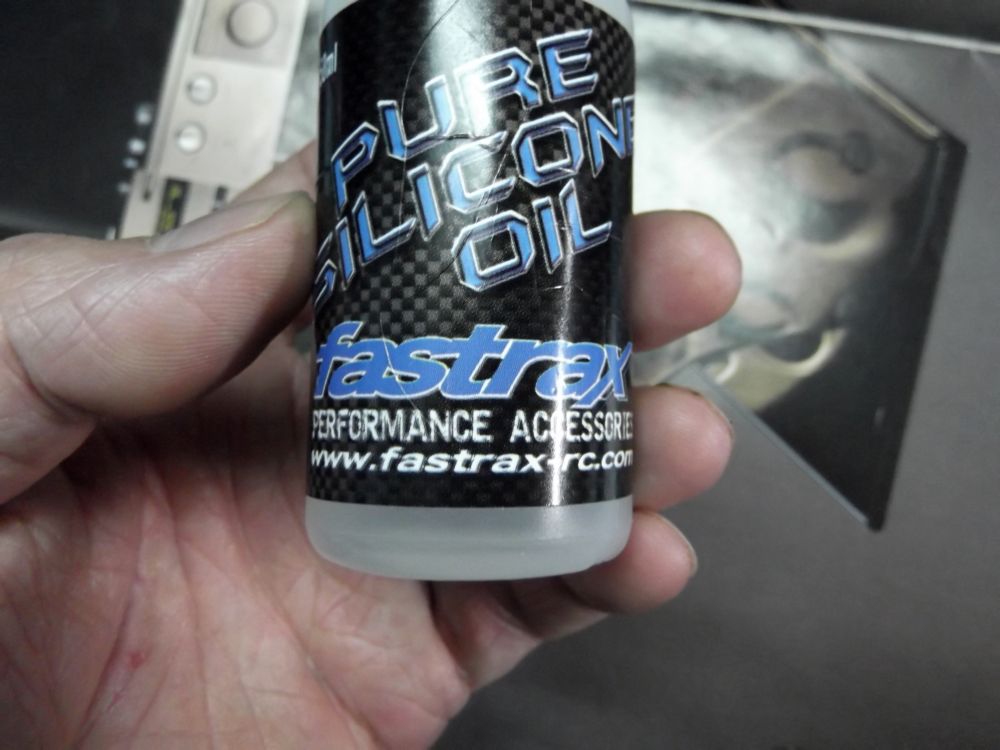 PURE
SILICONE
OIL
fastrax
PERFORMANCE ACCESSORIES
www.fastrax-rc.com